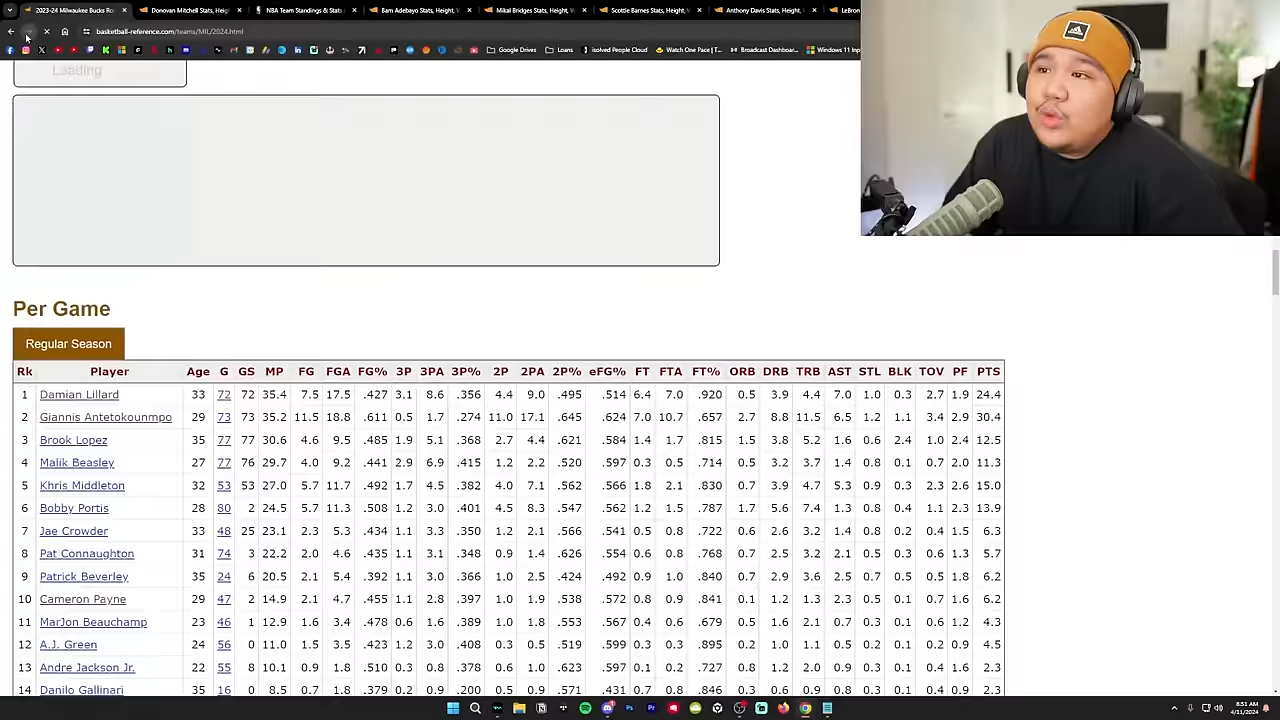 2023-24 Milwaukee Bucks Ro
Donovan Mitchell Stats, Heigh
NBA Team Standings & Stats
Bam Adebayo Stats, Height, W
Mikal Bridges Stats, Height, W
Scottie Barnes Stats, Height, W
Anthony Davis Stats, Height, W
LeBron
basketball-reference.com/teams/MIL/2024.html
Google Drives
Loans
isolved People Cloud
Watch One Pace | T...
Broadcast Dashboar...
Windows 11 Inp
Loading
Per Game
Regular Season
Rk Player Age G GS MP FG FGA FG% 3P 3PA 3P% 2P 2PA 2P% eFG% FT FTA FT% ORB DRB TRB AST STL BLK TOV PF PTS
1 Damian Lillard 33 72 72 35.4 7.5 17.5 .427 3.1 8.6 .356 4.4 9.0 .495 .514 6.4 7.0 .920 0.5 3.9 4.4 7.0 1.0 0.3 2.7 1.9 24.4
2 Giannis Antetokounmpo 29 73 73 35.2 11.5 18.8 .611 0.5 1.7 .274 11.0 17.1 .645 .624 7.0 10.7 .657 2.7 8.8 11.5 6.5 1.2 1.1 3.4 2.9 30.4
3 Brook Lopez 35 77 77 30.6 4.6 9.5 .485 1.9 5.1 .368 2.7 4.4 .621 .584 1.4 1.7 .815 1.5 3.8 5.2 1.6 0.6 2.4 1.0 2.4 12.5
4 Malik Beasley 27 77 76 29.7 4.0 9.2 .441 2.9 6.9 .415 1.2 2.2 .520 .597 0.3 0.5 .714 0.5 3.2 3.7 1.4 0.8 0.1 0.7 2.0 11.3
5 Khris Middleton 32 53 53 27.0 5.7 11.7 .492 1.7 4.5 .382 4.0 7.1 .562 .566 1.8 2.1 .830 0.7 3.9 4.7 5.3 0.9 0.3 2.3 2.6 15.0
6 Bobby Portis 28 80 2 24.5 5.7 11.3 .508 1.2 3.0 .401 4.5 8.3 .547 .562 1.2 1.5 .787 1.7 5.6 7.4 1.3 0.8 0.4 1.1 2.3 13.9
7 Jae Crowder 33 48 25 23.1 2.3 5.3 .434 1.1 3.3 .350 1.2 2.1 .566 .541 0.5 0.8 .722 0.6 2.6 3.2 1.4 0.8 0.2 0.4 1.5 6.3
8 Pat Connaughton 31 74 3 22.2 2.0 4.6 .435 1.1 3.1 .348 0.9 1.4 .626 .554 0.6 0.8 .768 0.7 2.5 3.2 2.1 0.5 0.3 0.6 1.3 5.7
9 Patrick Beverley 35 24 6 20.5 2.1 5.4 .392 1.1 3.0 .366 1.0 2.5 .424 .492 0.9 1.0 .840 0.7 2.9 3.6 2.5 0.7 0.5 0.5 1.8 6.2
10 Cameron Payne 29 47 2 14.9 2.1 4.7 .455 1.1 2.8 .397 1.0 1.9 .538 .572 0.8 0.9 .841 0.1 1.2 1.3 2.3 0.5 0.1 0.7 1.6 6.2
11 MarJon Beauchamp 23 46 1 12.9 1.6 3.4 .478 0.6 1.6 .389 1.0 1.8 .553 .567 0.4 0.6 .679 0.5 1.6 2.1 0.7 0.3 0.1 0.6 1.2 4.3
12 A.J. Green 24 56 0 11.0 1.5 3.5 .423 1.2 3.0 .408 0.3 0.5 .519 .599 0.3 0.3 .895 0.2 1.0 1.1 0.5 0.2 0.1 0.2 0.9 4.5
13 Andre Jackson Jr. 22 55 8 10.1 0.9 1.8 .510 0.3 0.8 .378 0.6 1.0 .623 .597 0.1 0.2 .727 0.8 1.2 2.0 0.9 0.3 0.1 0.4 1.6 2.3
14 Danilo Gallinari 35 16 0 8.5 0.7 1.8 .379 0.2 0.9 .200 0.5 0.9 .571 .431 0.7 0.8 .846 0.3 0.6 0.9 0.8 0.3 0.1 0.4 0.9 2.3
8:51 AM
4/11/2024